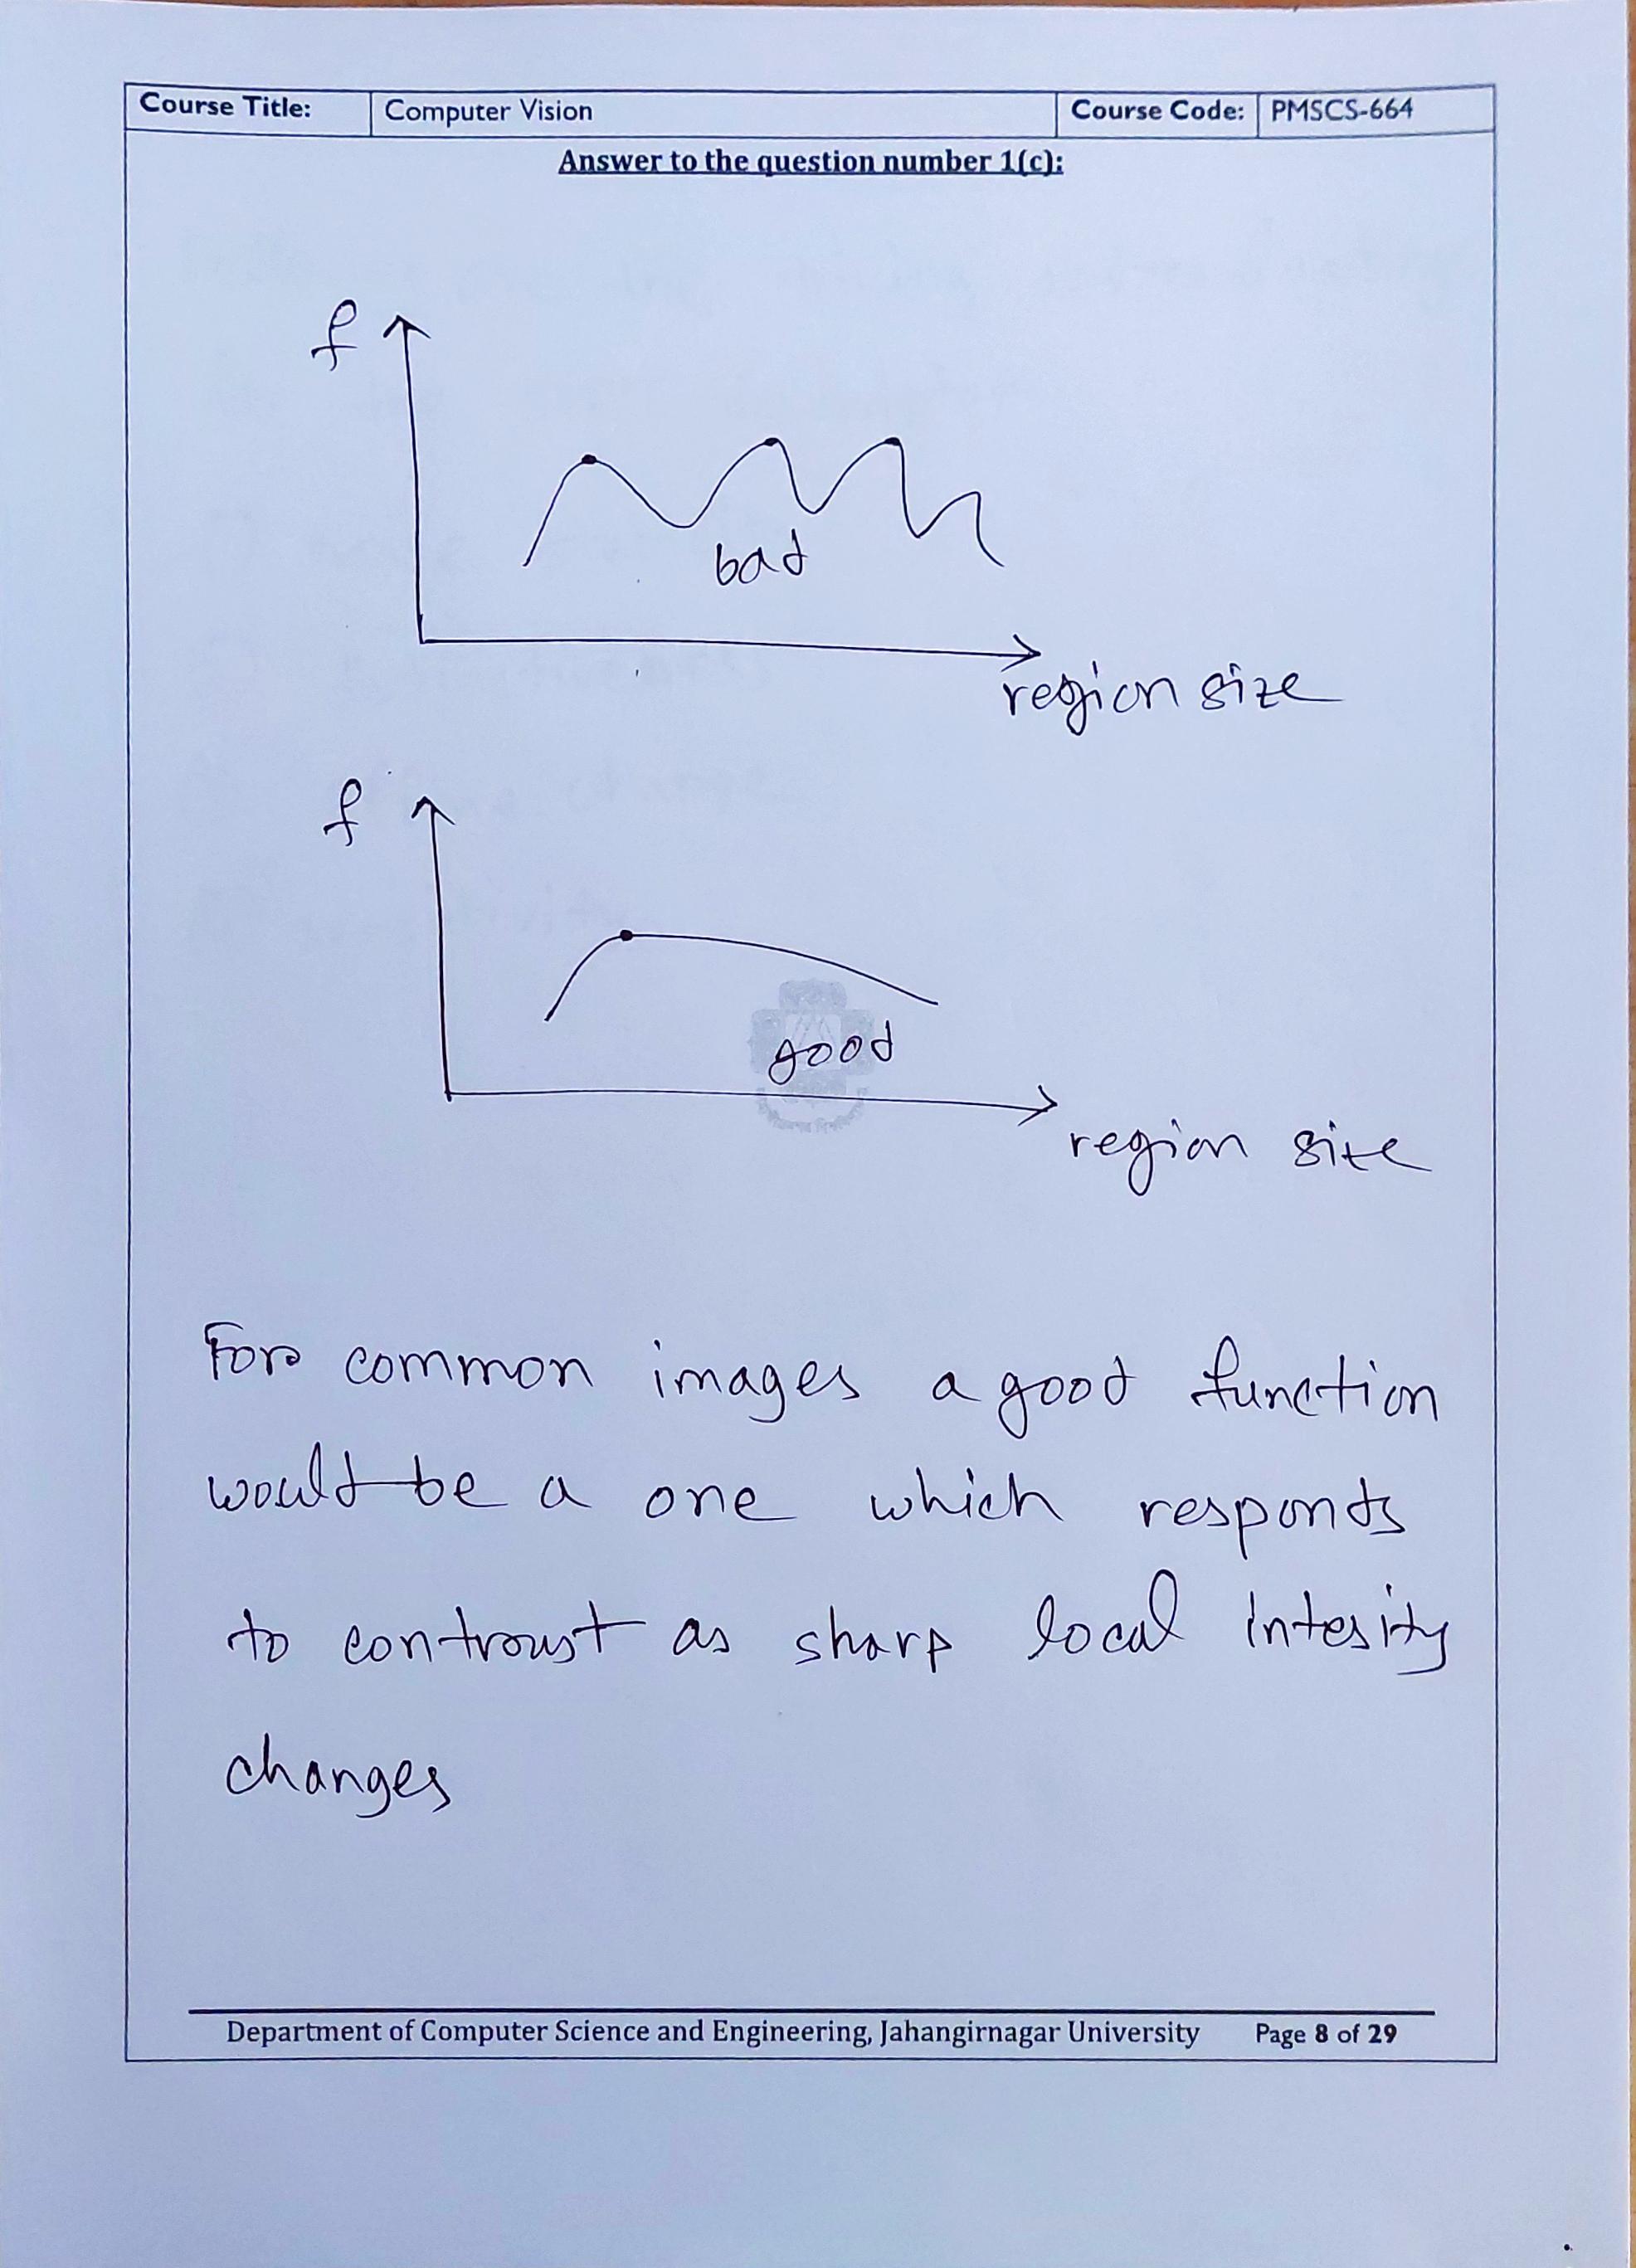 Course Title: Computer Vision Course Code: PMSCS-664
Answer to the question number 1(c):
f
bad
region size
f
good
region size
For common images a good function
would be a one which responds
to contrast as sharp local intesity
changes
Department of Computer Science and Engineering, Jahangirnagar University Page 8 of 29